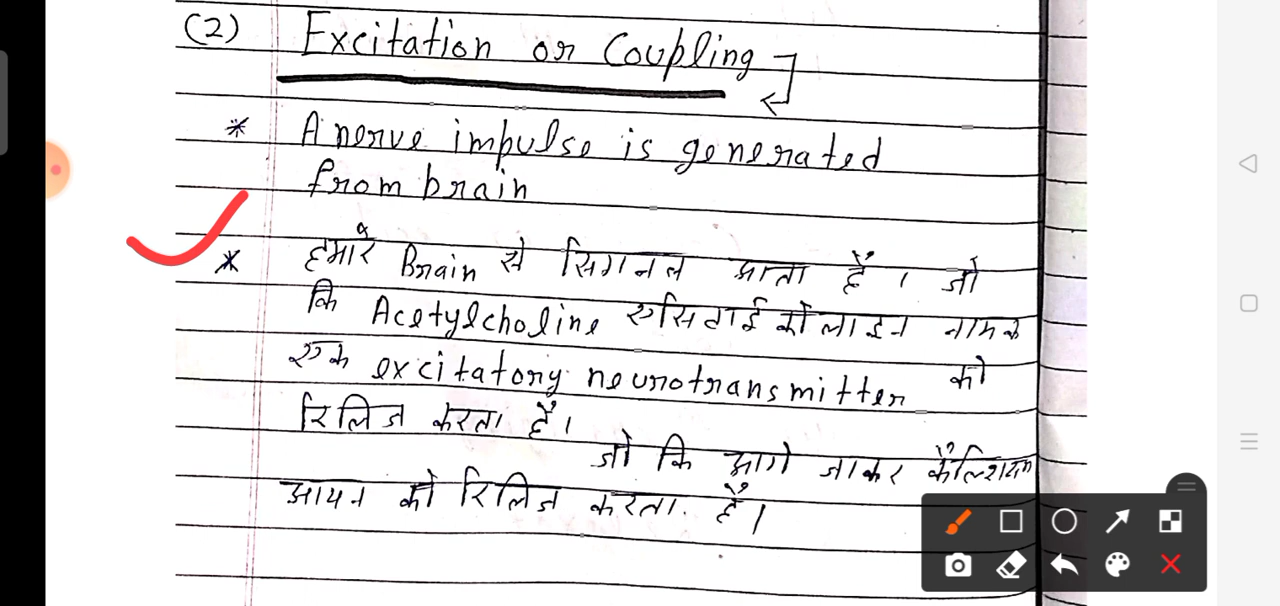 (2) Excitation or Coupling
* A nerve impulse is generated
from brain
* हमारे Brain से सिगनल आता हैं । जो
कि Acetylcholine एसिटाईकोलाइन नामक
एक excitatory neurotransmitter को
रिलिज करता हैं ।
जो कि आगे जाकर कैंल्शियम
आयन को रिलिज करता हैं ।